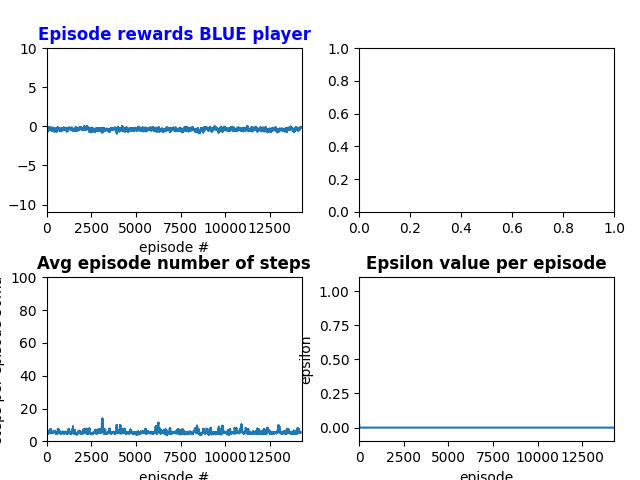 Episode rewards BLUE player
10
5
0
−5
−10
0 2500 5000 7500 10000 12500
episode #
1.0
0.8
0.6
0.4
0.2
0.0
0.0 0.2 0.4 0.6 0.8 1.0
Avg episode number of steps
100
80
60
40
20
0
0 2500 5000 7500 10000 12500
episode #
Epsilon value per episode
epsilon
1.00
0.75
0.50
0.25
0.00
0 2500 5000 7500 10000 12500
episode